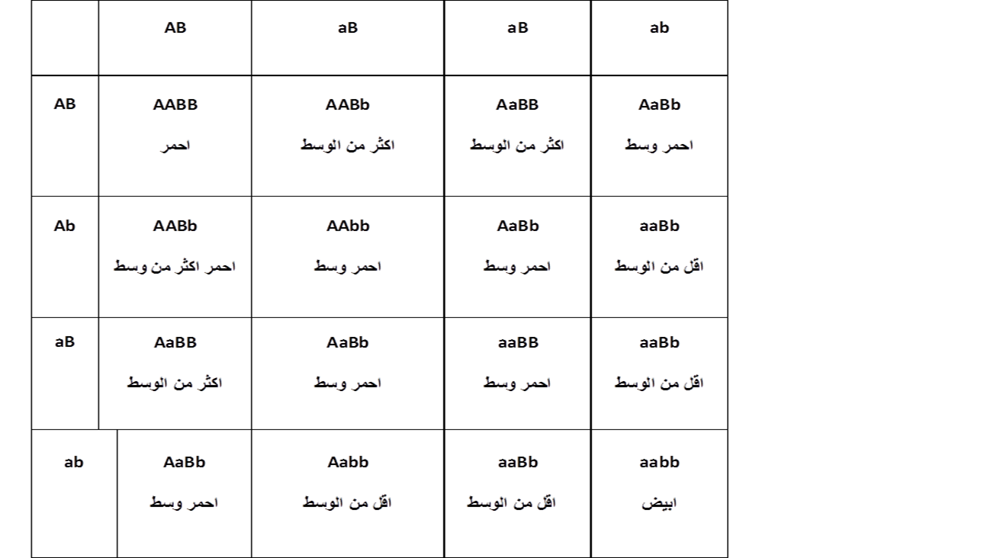 AB aB aB ab
AB AABB AABb AaBB AaBb
احمر اكثر من الوسط اكثر من الوسط احمر وسط
Ab AABb AAbb AaBb aaBb
احمر اكثر من وسط احمر وسط احمر وسط اقل من الوسط
aB AaBB AaBb aaBB aaBb
اكثر من الوسط احمر وسط احمر وسط اقل من الوسط
ab AaBb Aabb aaBb aabb
احمر وسط اقل من الوسط اقل من الوسط ابيض